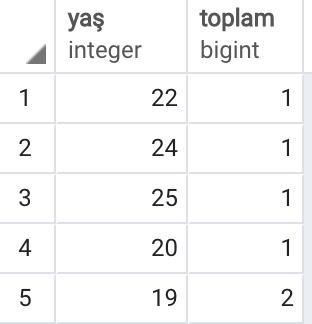 yaş toplam
integer bigint
1 22 1
2 24 1
3 25 1
4 20 1
5 19 2